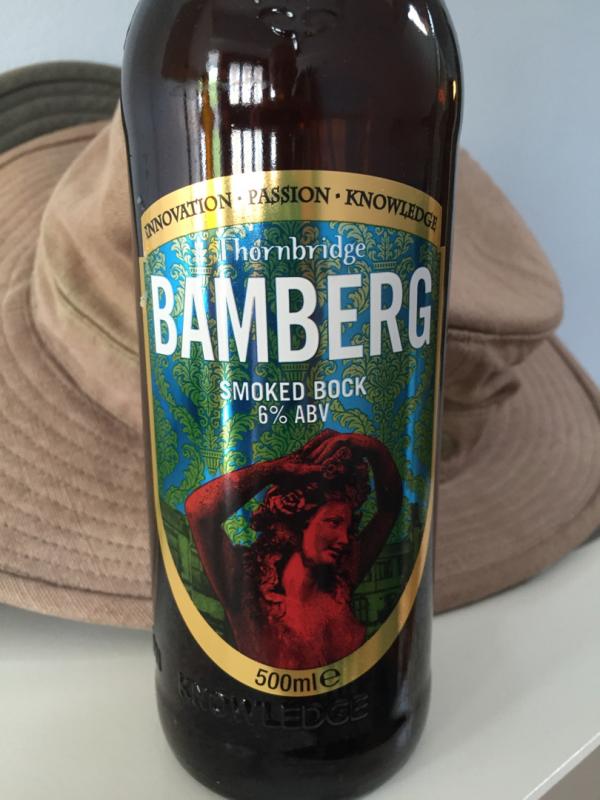 INNOVATION · PASSION · KNOWLEDGE
Thornbridge
BAMBERG
SMOKED BOCK
6% ABV
500ml ℮
KNOWLEDGE